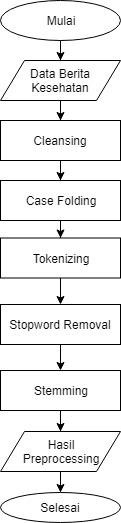 Mulai
Data Berita
Kesehatan
Cleansing
Case Folding
Tokenizing
Stopword Removal
Stemming
Hasil
Preprocessing
Selesai